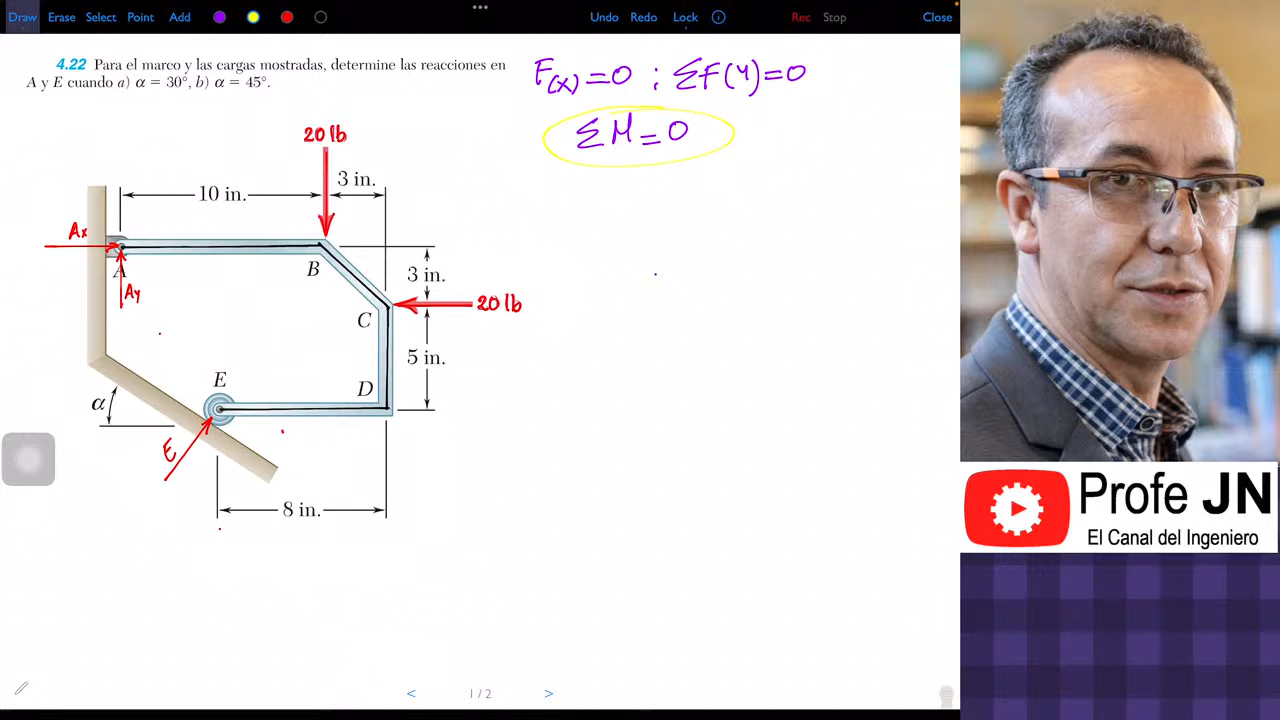 Draw Erase Select Point Add Undo Redo Lock Rec Stop Close
4.22 Para el marco y las cargas mostradas, determine las reacciones en
A y E cuando a) α = 30°, b) α = 45°.
F(x) = 0 ; ΣF(Y) = 0
ΣM = 0
20 lb
10 in.
3 in.
Ax
A
B
3 in.
Ay
20 lb
C
5 in.
E
D
α
E
8 in.
1 / 2
Profe JN
El Canal del Ingeniero